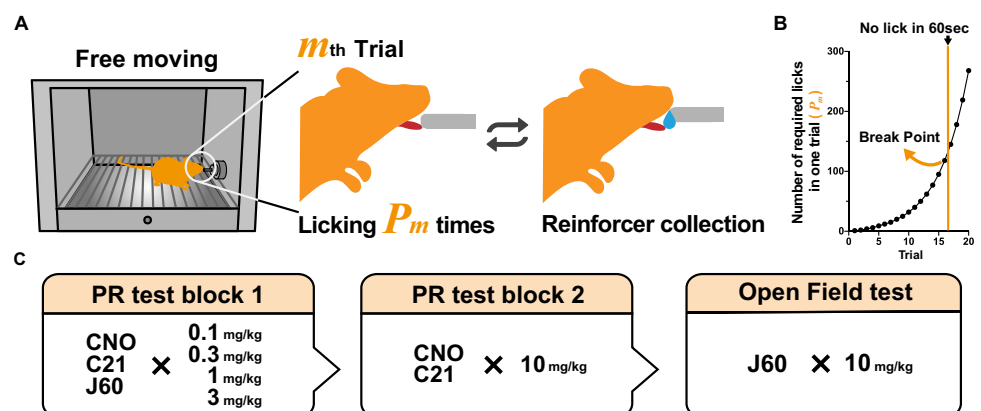 A
Free moving
mth Trial
Licking Pm times
Reinforcer collection
B
No lick in 60sec
Number of required licks
in one trial (Pm)
300
200
100
0
Break Point
0
5
10
15
20
Trial
C
PR test block 1
CNO
C21
J60
×
0.1 mg/kg
0.3 mg/kg
1 mg/kg
3 mg/kg
PR test block 2
CNO
C21
× 10 mg/kg
Open Field test
J60 × 10 mg/kg